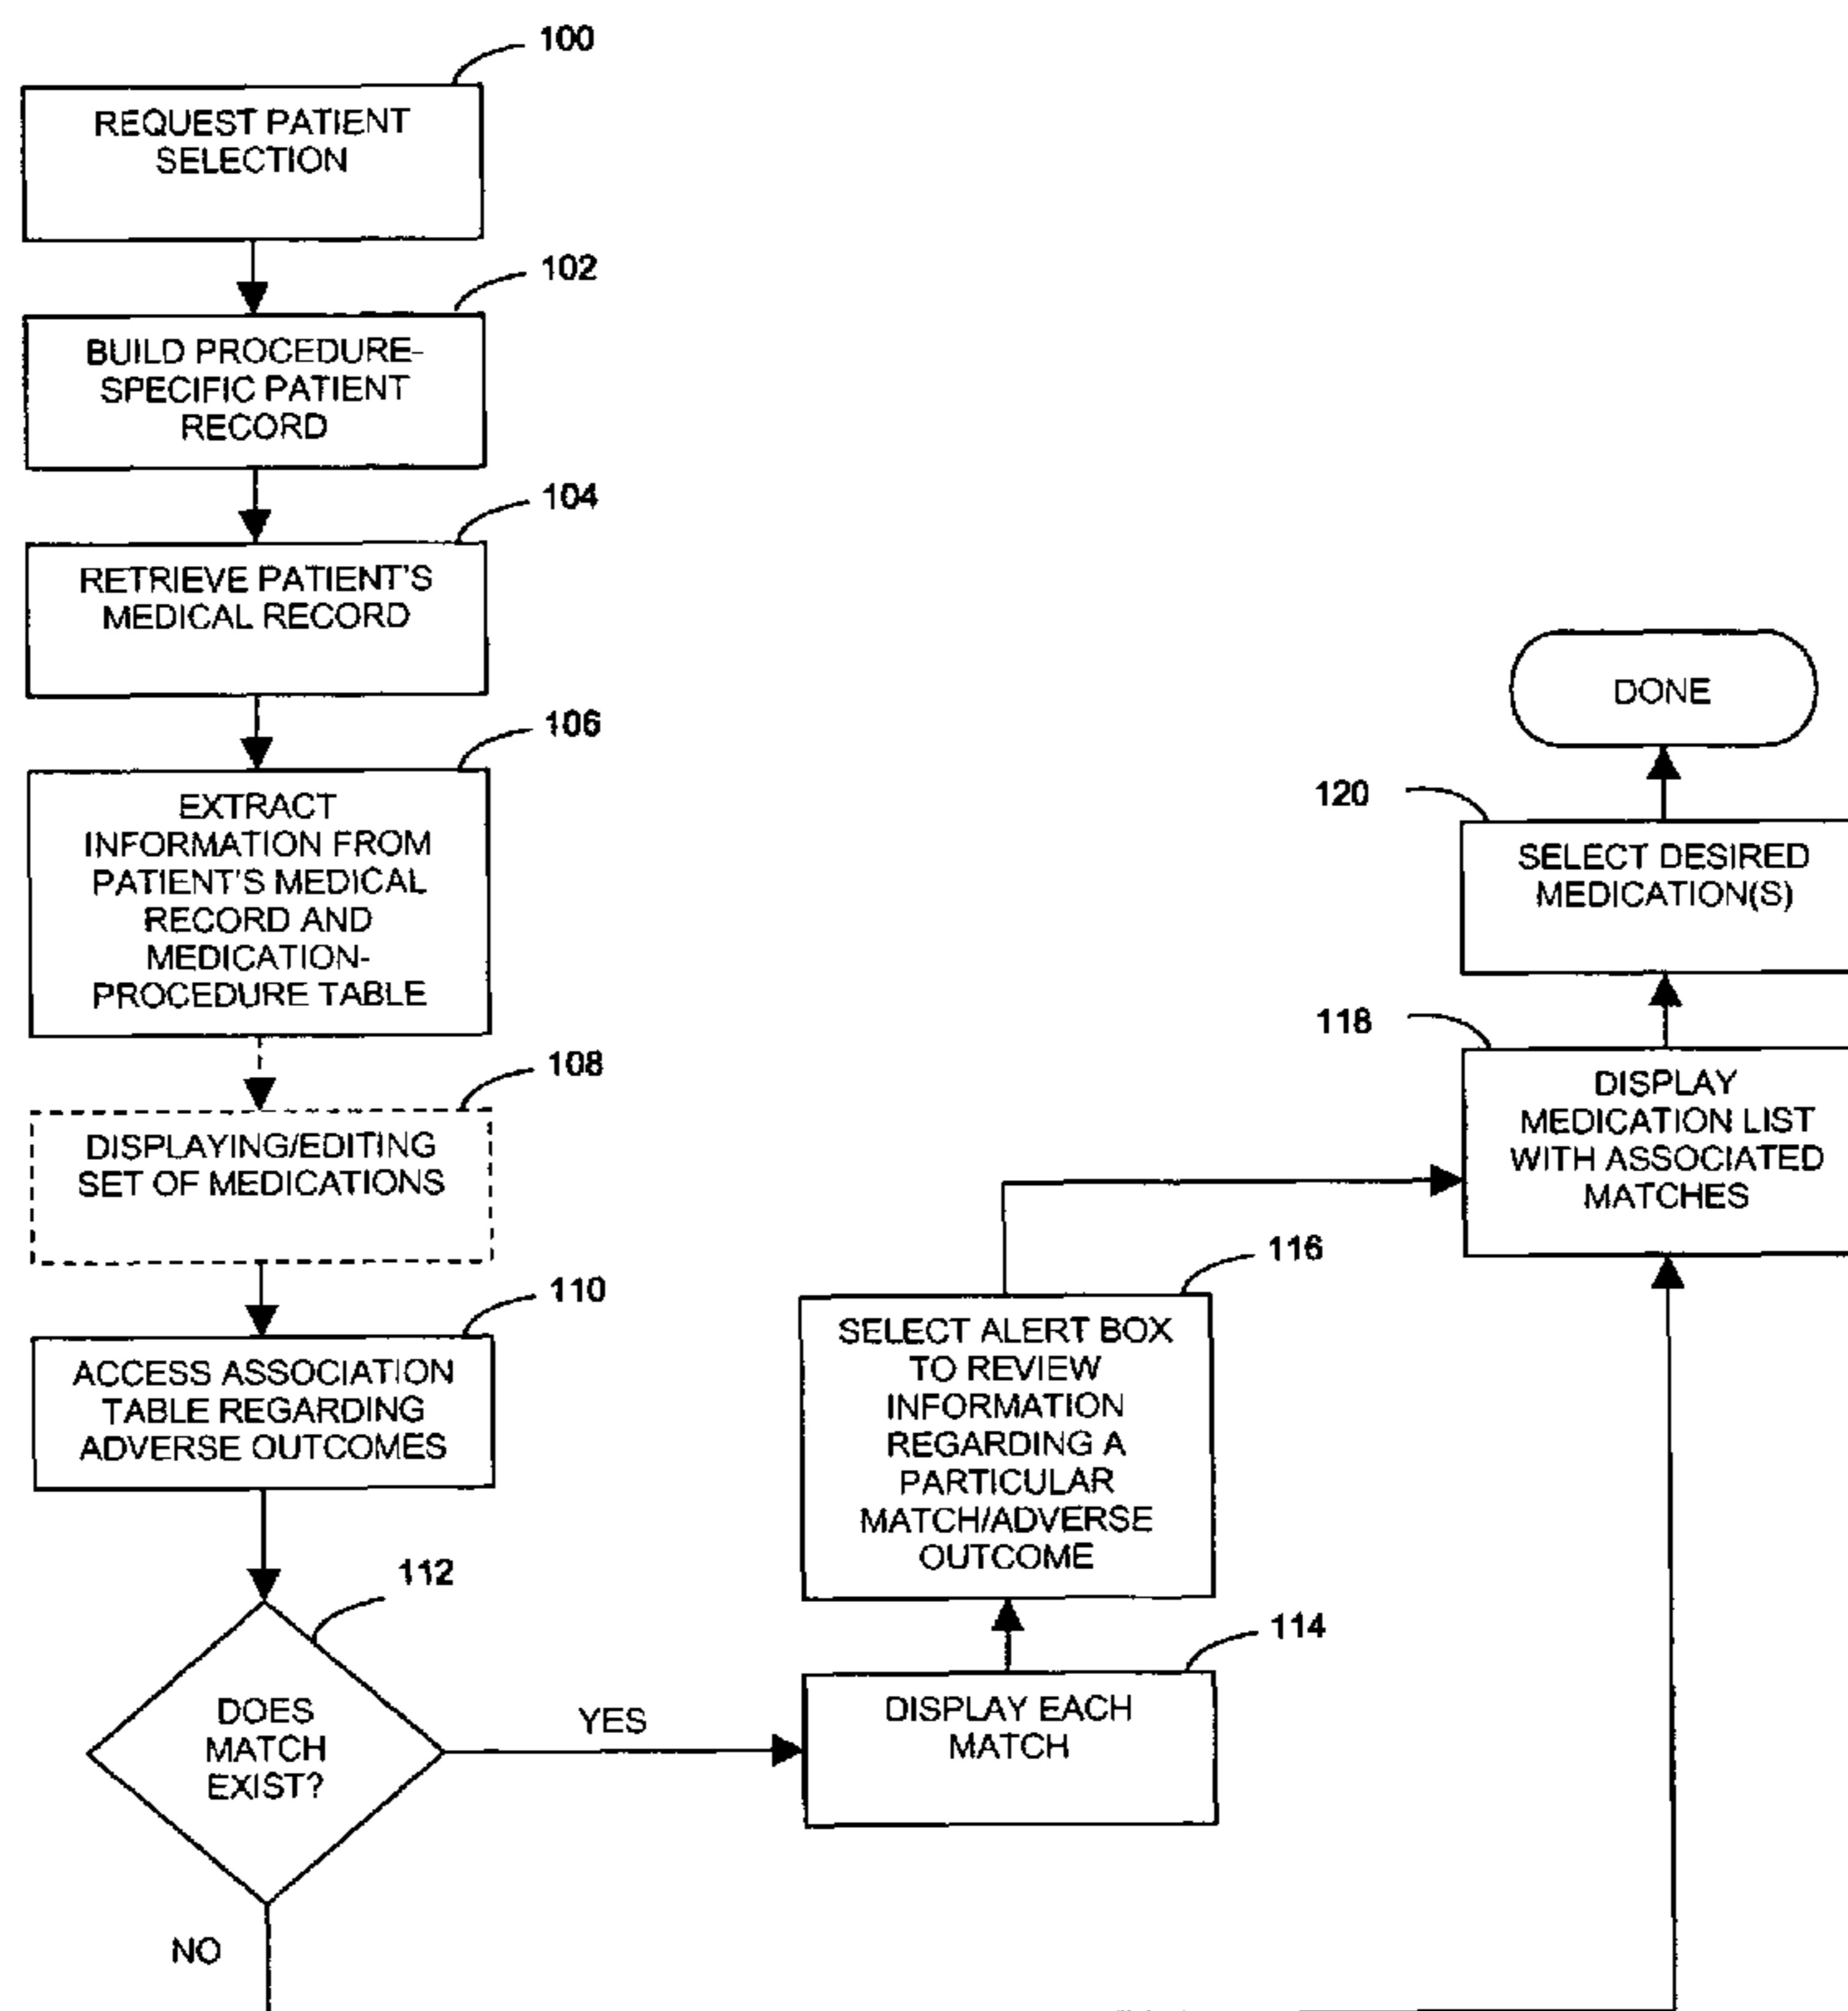 100
REQUEST PATIENT
SELECTION
102
BUILD PROCEDURE-
SPECIFIC PATIENT
RECORD
104
RETRIEVE PATIENT'S
MEDICAL RECORD
106
EXTRACT
INFORMATION FROM
PATIENT'S MEDICAL
RECORD AND
MEDICATION-
PROCEDURE TABLE
108
DISPLAYING/EDITING
SET OF MEDICATIONS
110
ACCESS ASSOCIATION
TABLE REGARDING
ADVERSE OUTCOMES
112
DOES
MATCH
EXIST?
YES
NO
114
DISPLAY EACH
MATCH
116
SELECT ALERT BOX
TO REVIEW
INFORMATION
REGARDING A
PARTICULAR
MATCH/ADVERSE
OUTCOME
118
DISPLAY
MEDICATION LIST
WITH ASSOCIATED
MATCHES
120
SELECT DESIRED
MEDICATION(S)
DONE